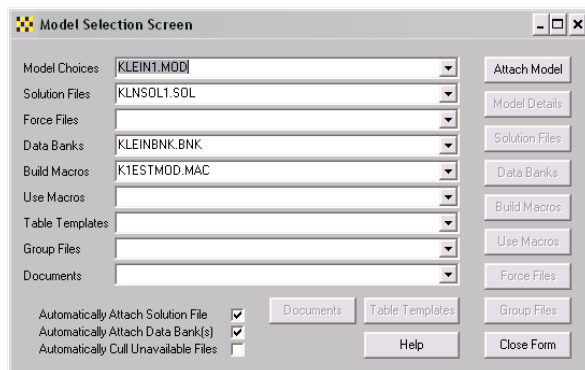 Model Selection Screen
Model Choices KLEIN1.MOD Attach Model
Solution Files KLNSOL1.SOL Model Details
Force Files Solution Files
Data Banks KLEINBNK.BNK Data Banks
Build Macros K1ESTMOD.MAC Build Macros
Use Macros Use Macros
Table Templates Force Files
Group Files Group Files
Documents
Automatically Attach Solution File Documents Table Templates
Automatically Attach Data Bank(s)
Automatically Cull Unavailable Files Help Close Form